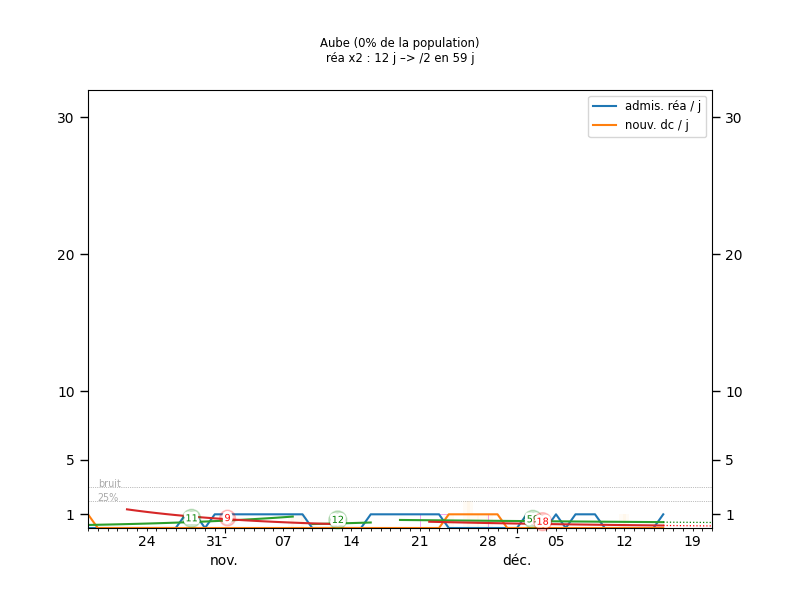 Aube (0% de la population)
réa x2 : 12 j –> /2 en 59 j
admis. réa / j
nouv. dc / j
30 30
20 20
10 10
5 5
bruit
25%
1 1
11 9 12 18
24 31 07 14 21 28 05 12 19
nov. déc.